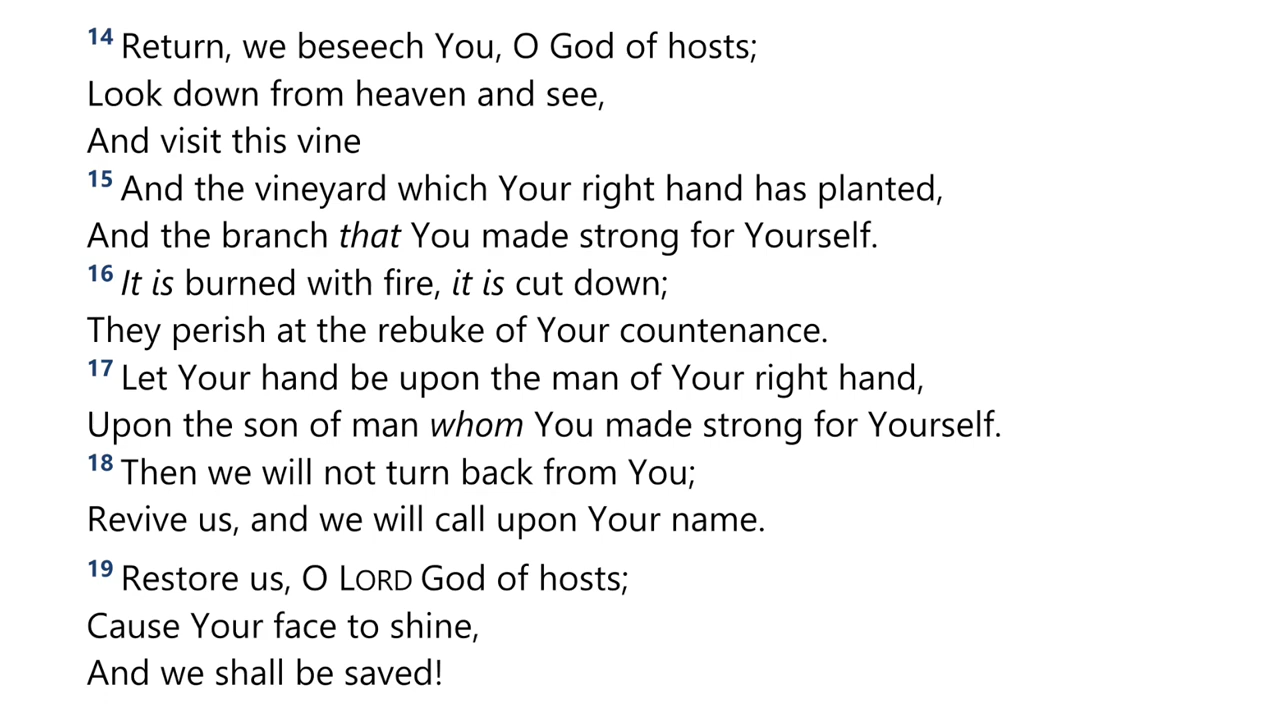 14 Return, we beseech You, O God of hosts;
Look down from heaven and see,
And visit this vine
15 And the vineyard which Your right hand has planted,
And the branch that You made strong for Yourself.
16 It is burned with fire, it is cut down;
They perish at the rebuke of Your countenance.
17 Let Your hand be upon the man of Your right hand,
Upon the son of man whom You made strong for Yourself.
18 Then we will not turn back from You;
Revive us, and we will call upon Your name.
19 Restore us, O LORD God of hosts;
Cause Your face to shine,
And we shall be saved!